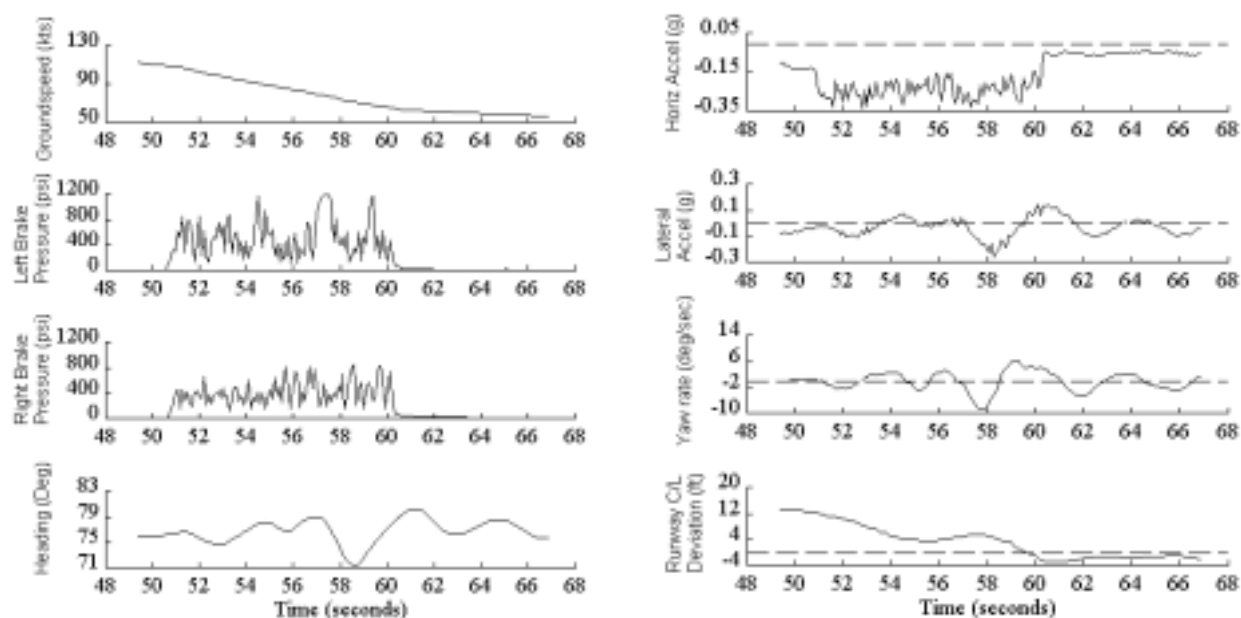 Groundspeed (kts)
130
90
50
48 50 52 54 56 58 60 62 64 66 68
Left Brake
Pressure (psi)
1200
800
400
0
48 50 52 54 56 58 60 62 64 66 68
Right Brake
Pressure (psi)
1200
800
400
0
48 50 52 54 56 58 60 62 64 66 68
Heading (Deg)
83
79
75
71
48 50 52 54 56 58 60 62 64 66 68
Time (seconds)
Horiz Accel (g)
0.05
-0.15
-0.35
48 50 52 54 56 58 60 62 64 66 68
Lateral
Accel (g)
0.3
0.1
-0.1
-0.3
48 50 52 54 56 58 60 62 64 66 68
Yaw rate (deg/sec)
14
6
-2
-10
48 50 52 54 56 58 60 62 64 66 68
Runway C/L
Deviation (ft)
20
12
4
-4
48 50 52 54 56 58 60 62 64 66 68
Time (seconds)